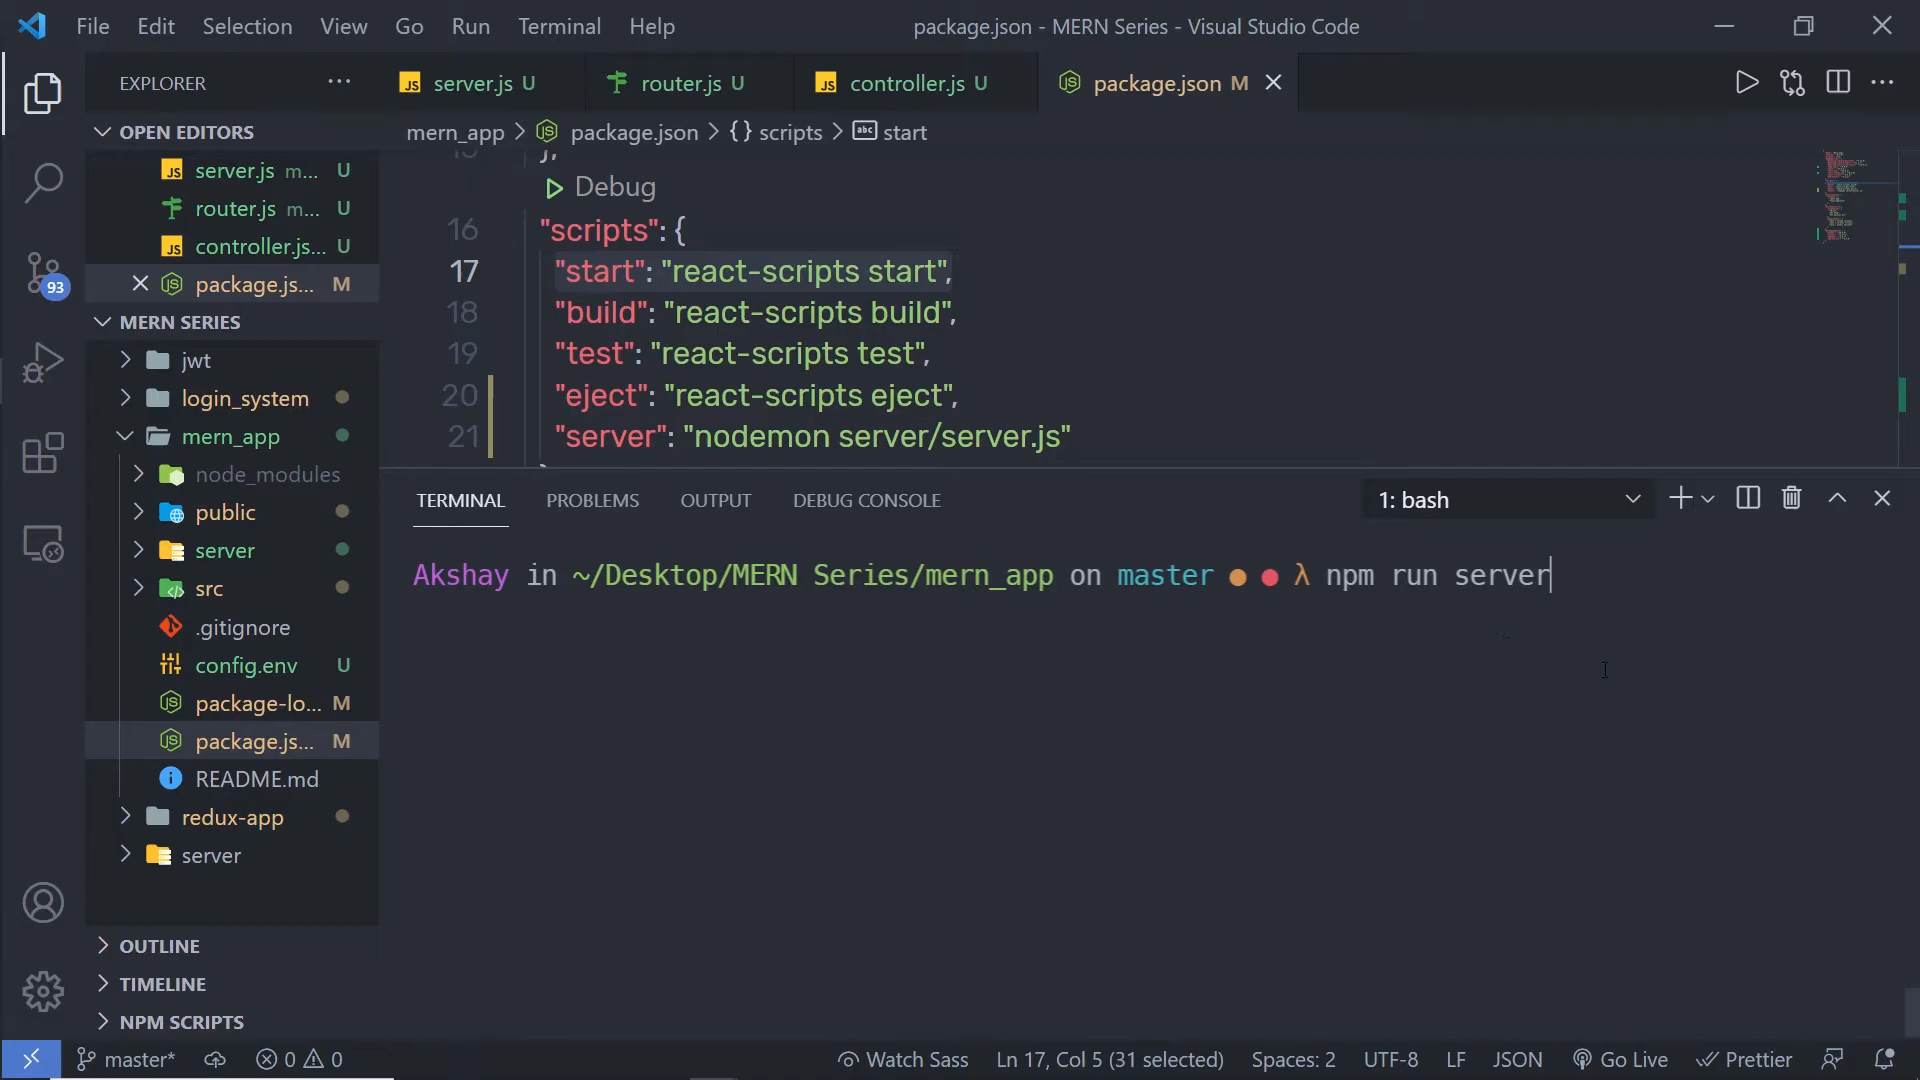 File Edit Selection View Go Run Terminal Help
package.json - MERN Series - Visual Studio Code
EXPLORER ···
JS server.js U
router.js U
JS controller.js U
package.json M
OPEN EDITORS
JS server.js m... U
router.js m... U
JS controller.js... U
package.js... M
MERN SERIES
jwt
login_system
mern_app
node_modules
public
server
src
.gitignore
config.env U
package-lo... M
package.js... M
README.md
redux-app
server
OUTLINE
TIMELINE
NPM SCRIPTS
93
mern_app > package.json > {} scripts > abc start
},
Debug
16 "scripts": {
17 "start": "react-scripts start",
18 "build": "react-scripts build",
19 "test": "react-scripts test",
20 "eject": "react-scripts eject",
21 "server": "nodemon server/server.js"
TERMINAL PROBLEMS OUTPUT DEBUG CONSOLE
1: bash
Akshay in ~/Desktop/MERN Series/mern_app on master λ npm run server
master* 0 0
Watch Sass Ln 17, Col 5 (31 selected) Spaces: 2 UTF-8 LF JSON Go Live Prettier